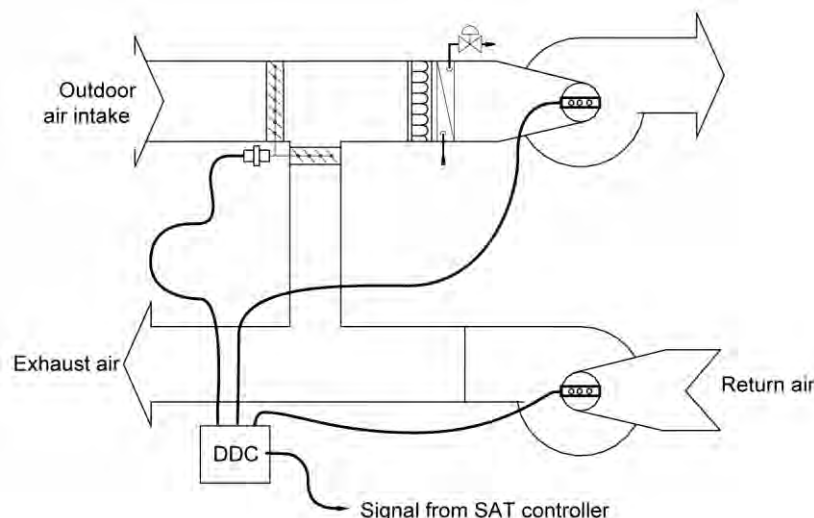 Outdoor
air intake
Exhaust air
Return air
DDC
Signal from SAT controller